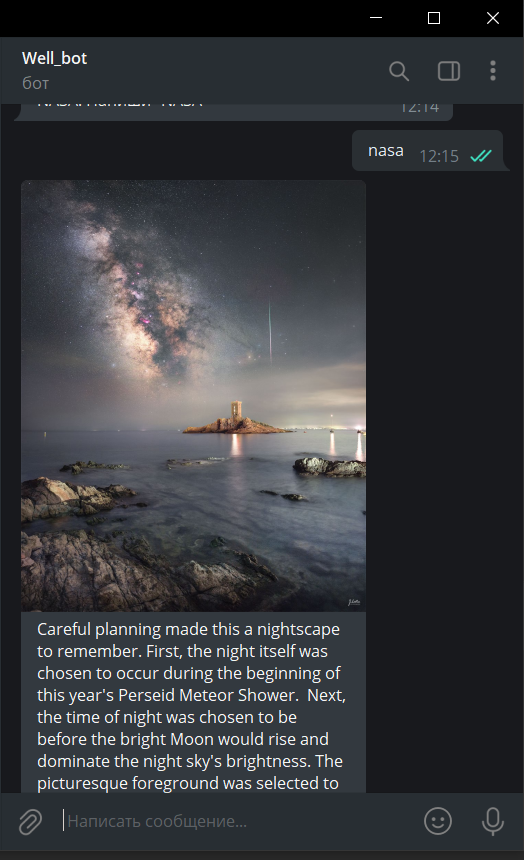 Well_bot
бот
12:14
nasa 12:15
Careful planning made this a nightscape
to remember. First, the night itself was
chosen to occur during the beginning of
this year's Perseid Meteor Shower.  Next,
the time of night was chosen to be
before the bright Moon would rise and
dominate the night sky's brightness. The
picturesque foreground was selected to
Написать сообщение...